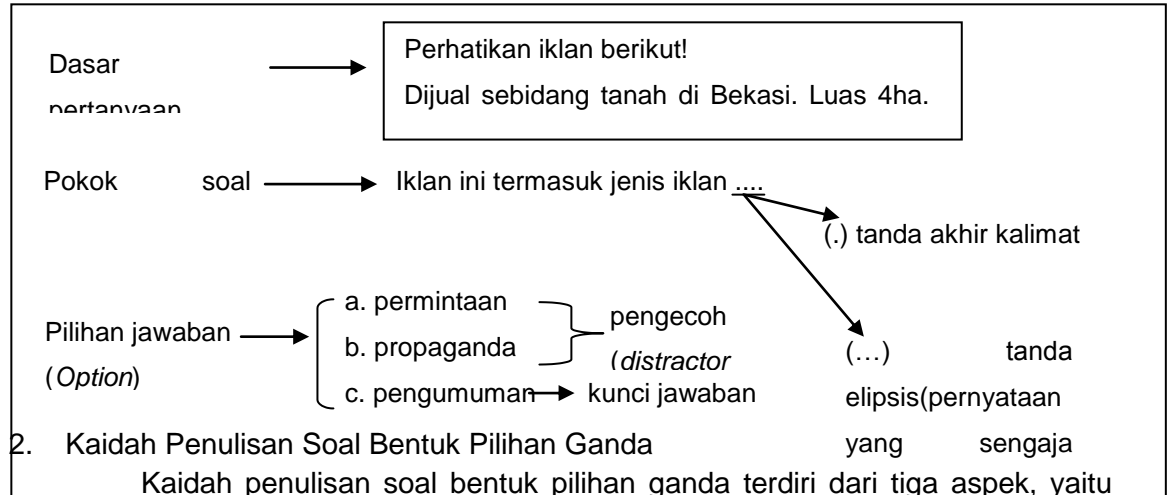 Perhatikan iklan berikut!
Dasar
pertanyaan
Dijual sebidang tanah di Bekasi. Luas 4ha.
Pokok soal
Iklan ini termasuk jenis iklan ....
(.) tanda akhir kalimat
Pilihan jawaban
(Option)
a. permintaan
b. propaganda
c. pengumuman
pengecoh
(distractor
kunci jawaban
(…) tanda
elipsis(pernyataan
yang sengaja
2. Kaidah Penulisan Soal Bentuk Pilihan Ganda
Kaidah penulisan soal bentuk pilihan ganda terdiri dari tiga aspek, yaitu